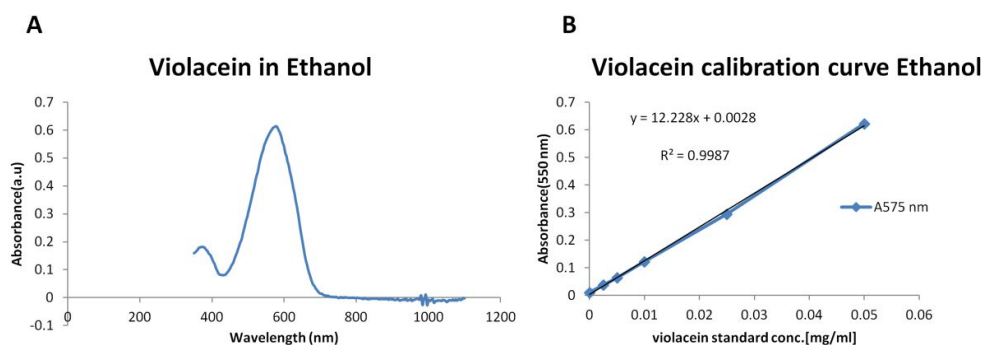 A
Violacein in Ethanol
0.7
0.6
0.5
0.4
0.3
0.2
0.1
0
-0.1
Absorbance(a.u)
0 200 400 600 800 1000 1200
Wavelength (nm)
B
Violacein calibration curve Ethanol
y = 12.228x + 0.0028
R² = 0.9987
0.7
0.6
0.5
0.4
0.3
0.2
0.1
0
Absorbance(550 nm)
A575 nm
0 0.01 0.02 0.03 0.04 0.05 0.06
violacein standard conc.[mg/ml]